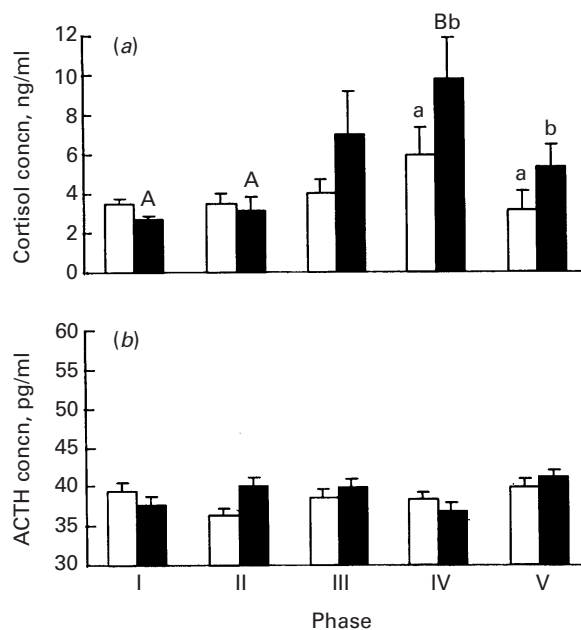 (a)
Cortisol concn, ng/ml
12
10
8
6
4
2
0
A
A
a
Bb
a
b
(b)
ACTH concn, pg/ml
60
55
50
45
40
35
30
I II III IV V
Phase